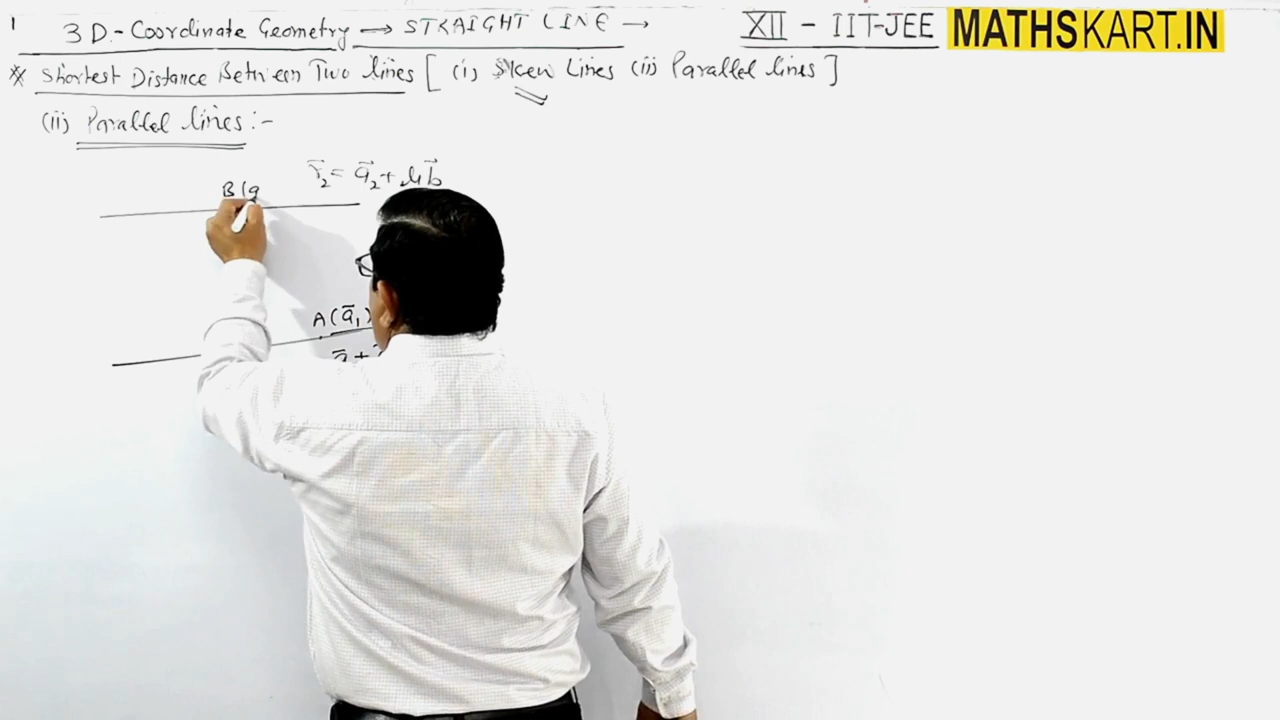 1 3D.-Coordinate Geometry → STRAIGHT LINE → XII - IIT-JEE MATHSKART.IN
* Shortest Distance Between Two lines [ (i) Skew Lines (ii) Parallel lines ]
(ii) Parallel lines :-
r⃗₂ = a⃗₂ + μb⃗
B(a
A(a⃗₁)